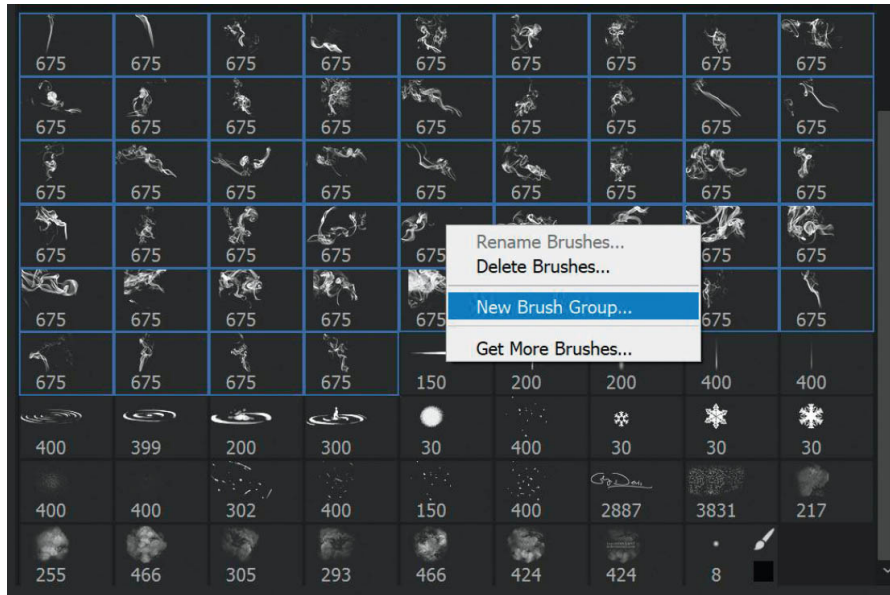 675 675 675 675 675 675 675 675 675
675 675 675 675 675 675 675 675 675
675 675 675 675 675 675 675 675 675
675 675 675 675 675 675 675
Rename Brushes...
Delete Brushes...
675 675 675 675 675 New Brush Group... 675 675
Get More Brushes...
675 675 675 675 150 200 200 400 400
400 399 200 300 30 400 30 30 30
400 400 302 400 150 400 2887 3831 217
255 466 305 293 466 424 424 8